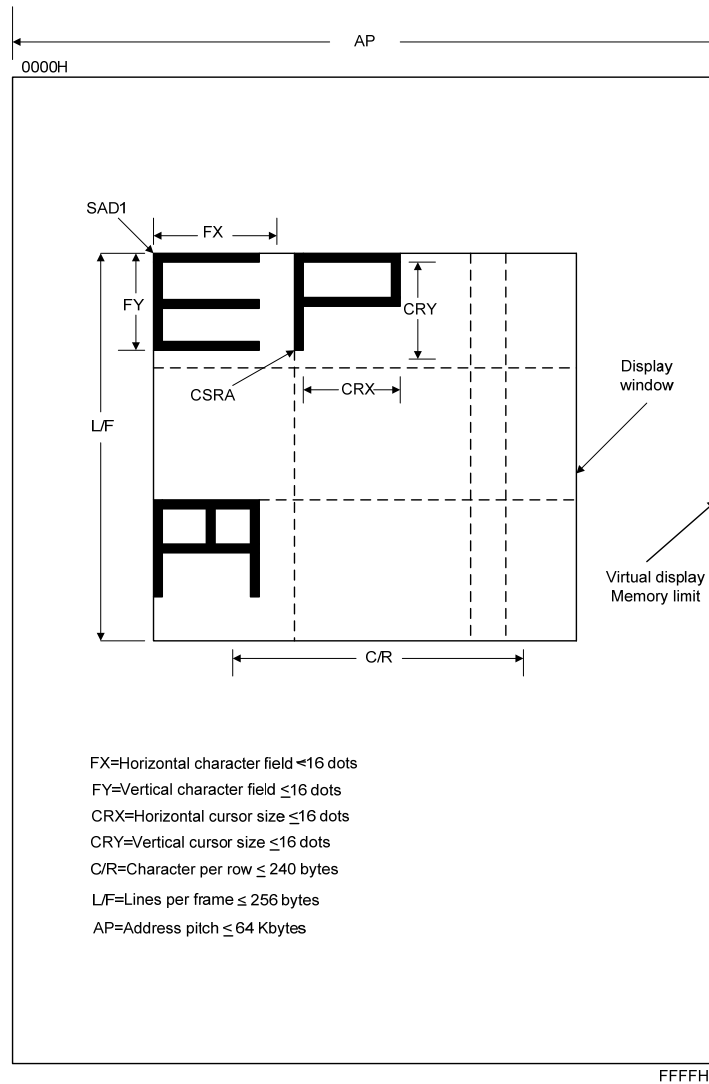 AP
0000H
SAD1
FX
FY
CRY
CSRA
CRX
Display
window
L/F
Virtual display
Memory limit
C/R
FX=Horizontal character field <16 dots
FY=Vertical character field ≤16 dots
CRX=Horizontal cursor size ≤16 dots
CRY=Vertical cursor size ≤16 dots
C/R=Character per row ≤ 240 bytes
L/F=Lines per frame ≤ 256 bytes
AP=Address pitch ≤ 64 Kbytes
FFFFH